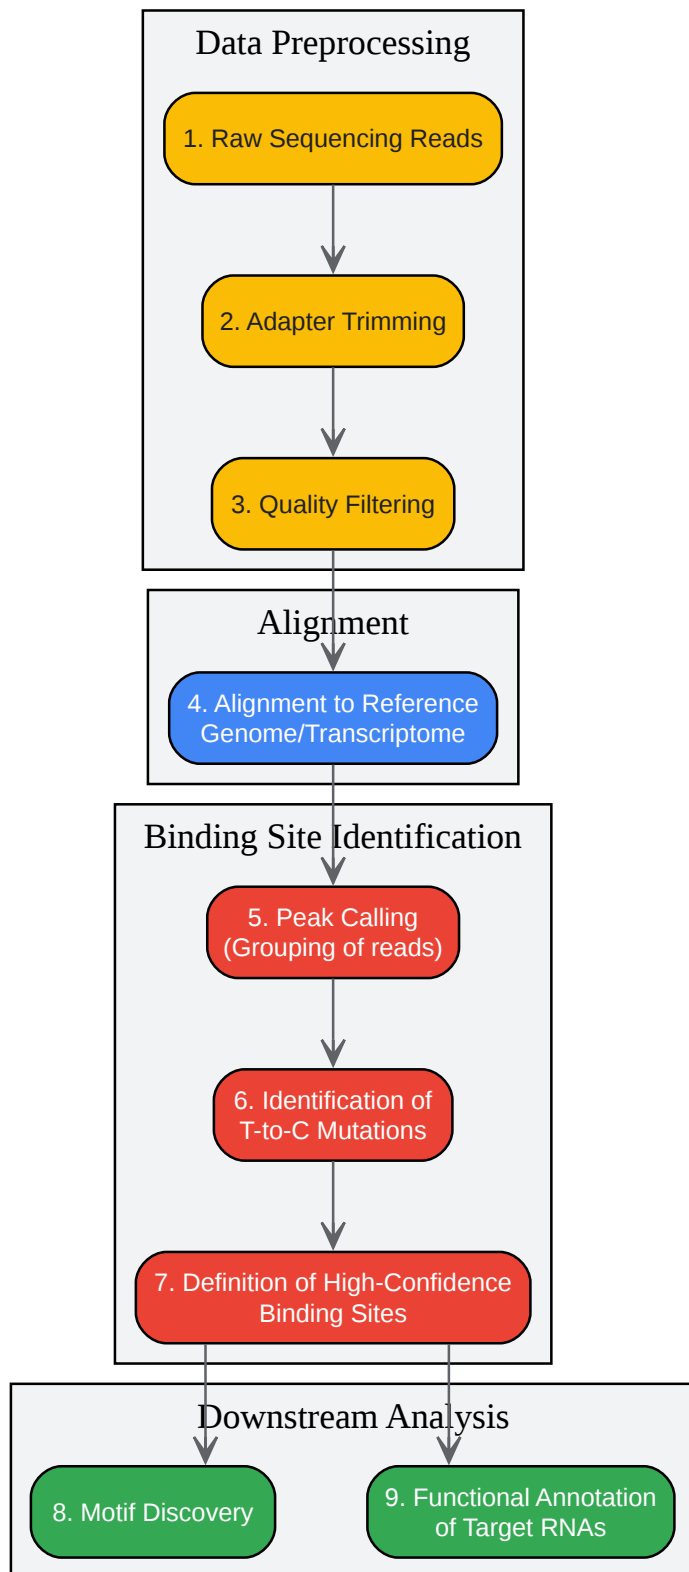 Data Preprocessing
1. Raw Sequencing Reads
2. Adapter Trimming
3. Quality Filtering
Alignment
4. Alignment to Reference
Genome/Transcriptome
Binding Site Identification
5. Peak Calling
(Grouping of reads)
6. Identification of
T-to-C Mutations
7. Definition of High-Confidence
Binding Sites
Downstream Analysis
8. Motif Discovery
9. Functional Annotation
of Target RNAs